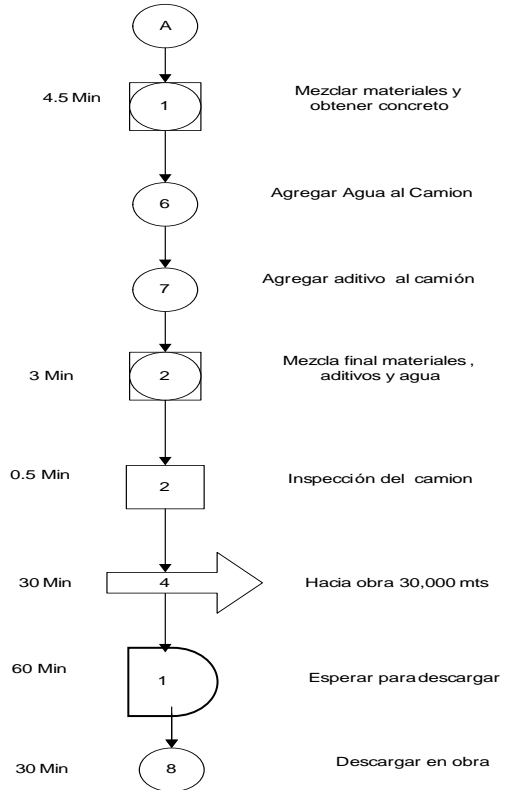 A
4.5 Min
1
Mezclar materiales y
obtener concreto
6
Agregar Agua al Camion
7
Agregar aditivo al camión
3 Min
2
Mezcla final materiales ,
aditivos y agua
0.5 Min
2
Inspección del camion
30 Min
4
Hacia obra 30,000 mts
60 Min
1
Esperar para descargar
30 Min
8
Descargar en obra